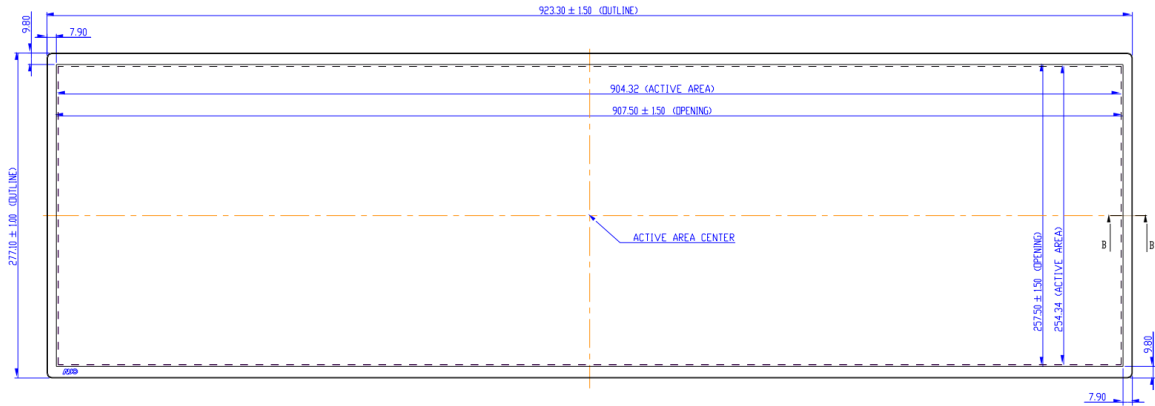 923.30 ± 1.50 (OUTLINE)
9.80
7.90
904.32 (ACTIVE AREA)
907.50 ± 1.50 (OPENING)
277.10 ± 1.00 (OUTLINE)
ACTIVE AREA CENTER
257.50 ± 1.50 (OPENING)
254.34 (ACTIVE AREA)
B
B
9.80
7.90